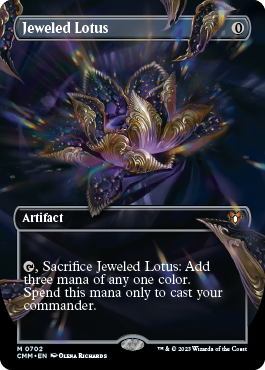 Jeweled Lotus 0
Artifact
, Sacrifice Jeweled Lotus: Add
three mana of any one color.
Spend this mana only to cast your
commander.
M 0702
CMM • EN Olena Richards
™ & © 2023 Wizards of the Coast